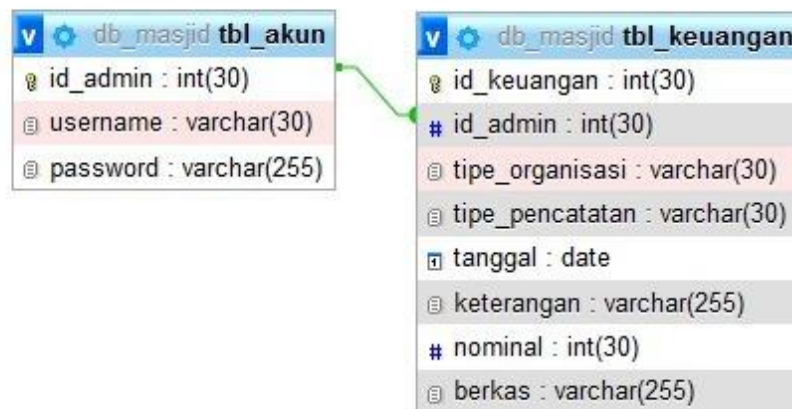 db_masjid tbl_akun
id_admin : int(30)
username : varchar(30)
password : varchar(255)
db_masjid tbl_keuangan
id_keuangan : int(30)
id_admin : int(30)
tipe_organisasi : varchar(30)
tipe_pencatatan : varchar(30)
tanggal : date
keterangan : varchar(255)
nominal : int(30)
berkas : varchar(255)